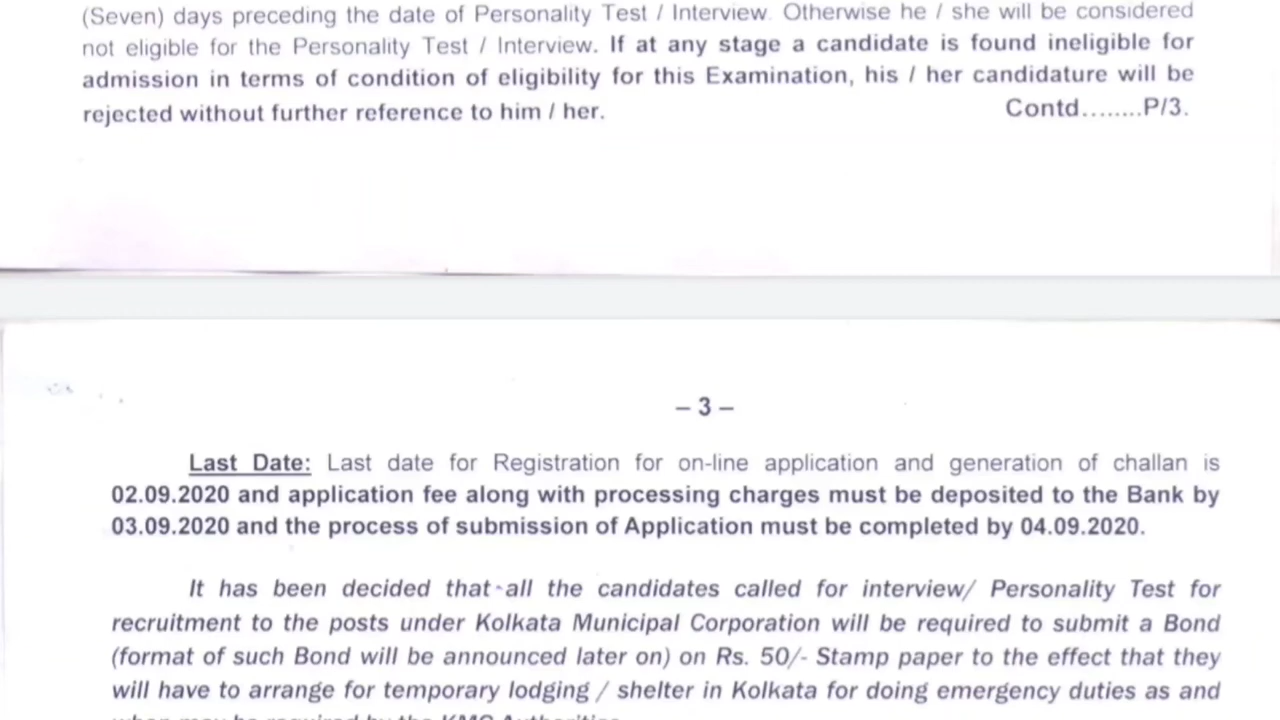 (Seven) days preceding the date of Personality Test / Interview. Otherwise he / she will be considered
not eligible for the Personality Test / Interview. If at any stage a candidate is found ineligible for
admission in terms of condition of eligibility for this Examination, his / her candidature will be
rejected without further reference to him / her. Contd........P/3.
– 3 –
Last Date: Last date for Registration for on-line application and generation of challan is
02.09.2020 and application fee along with processing charges must be deposited to the Bank by
03.09.2020 and the process of submission of Application must be completed by 04.09.2020.
It has been decided that all the candidates called for interview/ Personality Test for
recruitment to the posts under Kolkata Municipal Corporation will be required to submit a Bond
(format of such Bond will be announced later on) on Rs. 50/- Stamp paper to the effect that they
will have to arrange for temporary lodging / shelter in Kolkata for doing emergency duties as and